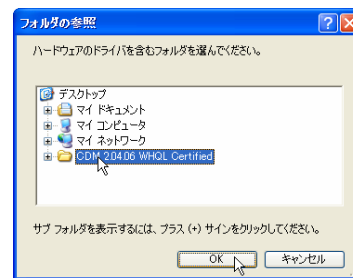 フォルダの参照
ハードウェアのドライバを含むフォルダを選んでください。
デスクトップ
マイ ドキュメント
マイ コンピュータ
マイ ネットワーク
CDM 2.04.06 WHQL Certified
サブ フォルダを表示するには、プラス (+) サインをクリックしてください。
OK
キャンセル